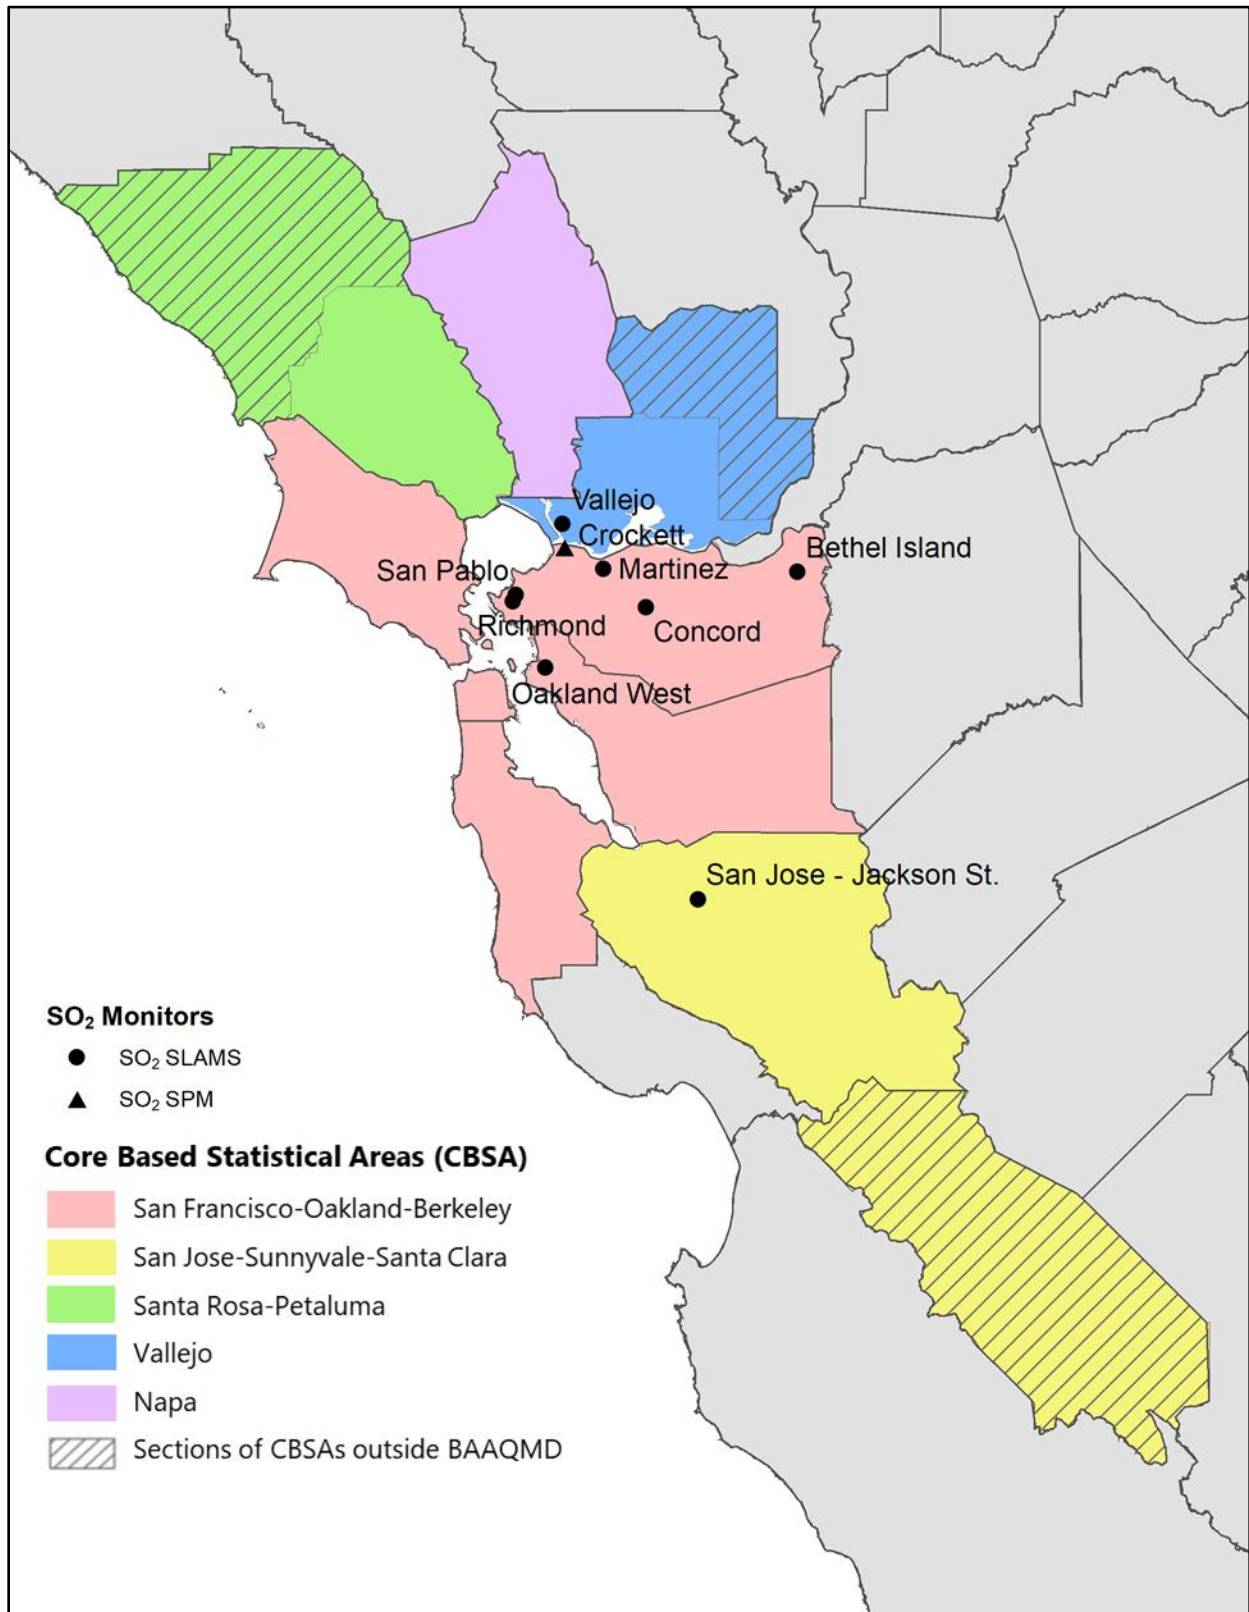 Vallejo
Crockett
Bethel Island
San Pablo
Martinez
Richmond
Concord
Oakland West
San Jose - Jackson St.
SO₂ Monitors
SO₂ SLAMS
SO₂ SPM
Core Based Statistical Areas (CBSA)
San Francisco-Oakland-Berkeley
San Jose-Sunnyvale-Santa Clara
Santa Rosa-Petaluma
Vallejo
Napa
Sections of CBSAs outside BAAQMD